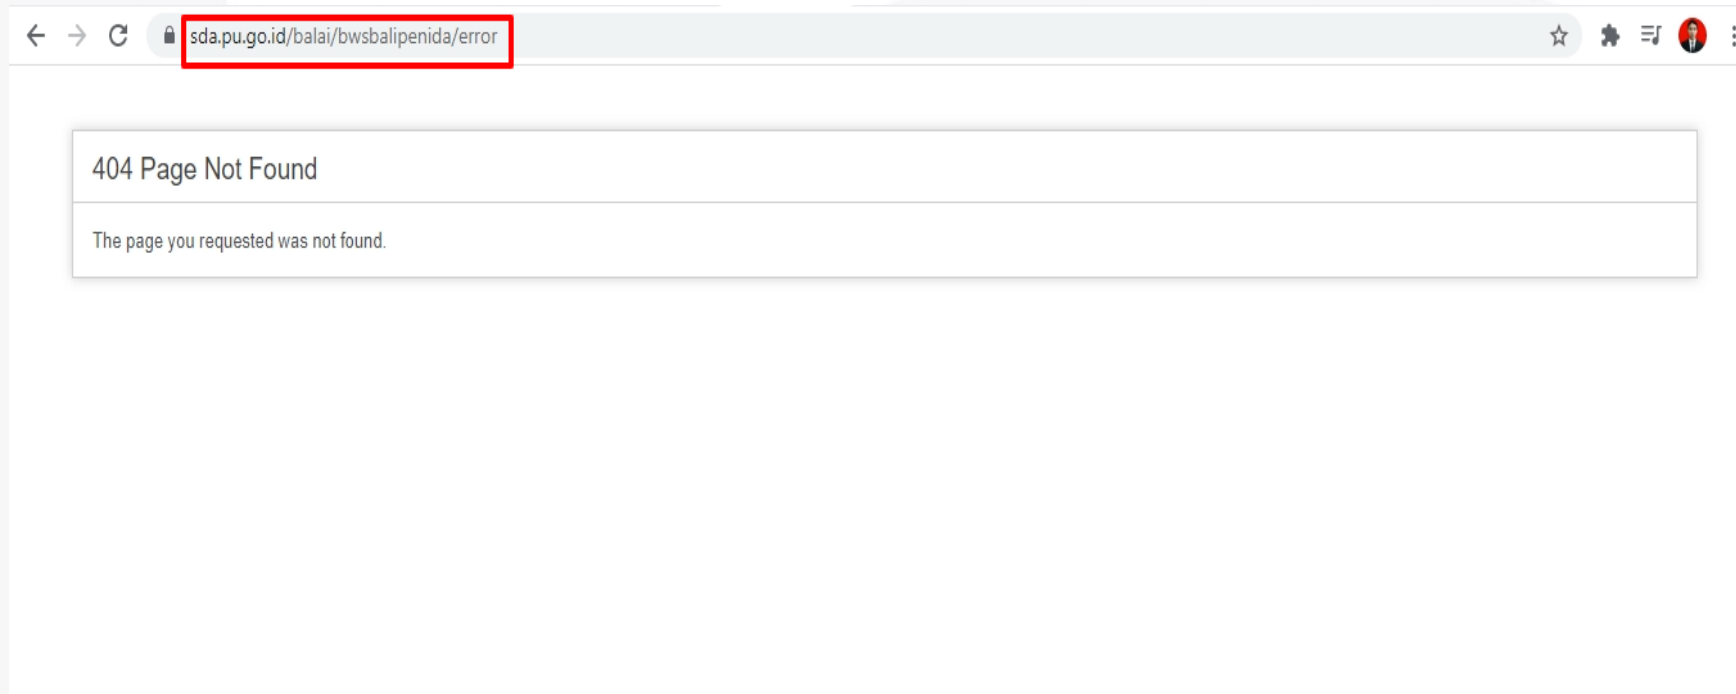 sda.pu.go.id/balai/bwsbalipenida/error
404 Page Not Found
The page you requested was not found.